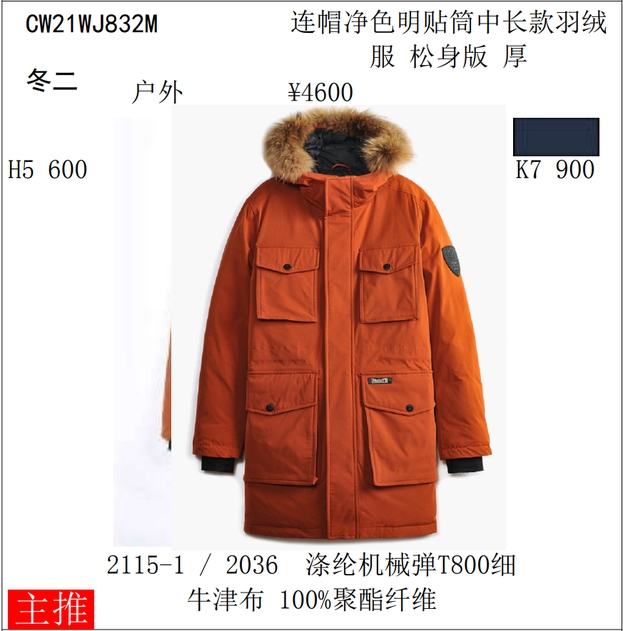 CW21WJ832M
连帽净色明贴筒中长款羽绒
服 松身版 厚
冬二
户外
¥4600
H5 600
K7 900
2115-1 / 2036 涤纶机械弹T800细
牛津布 100%聚酯纤维
主推